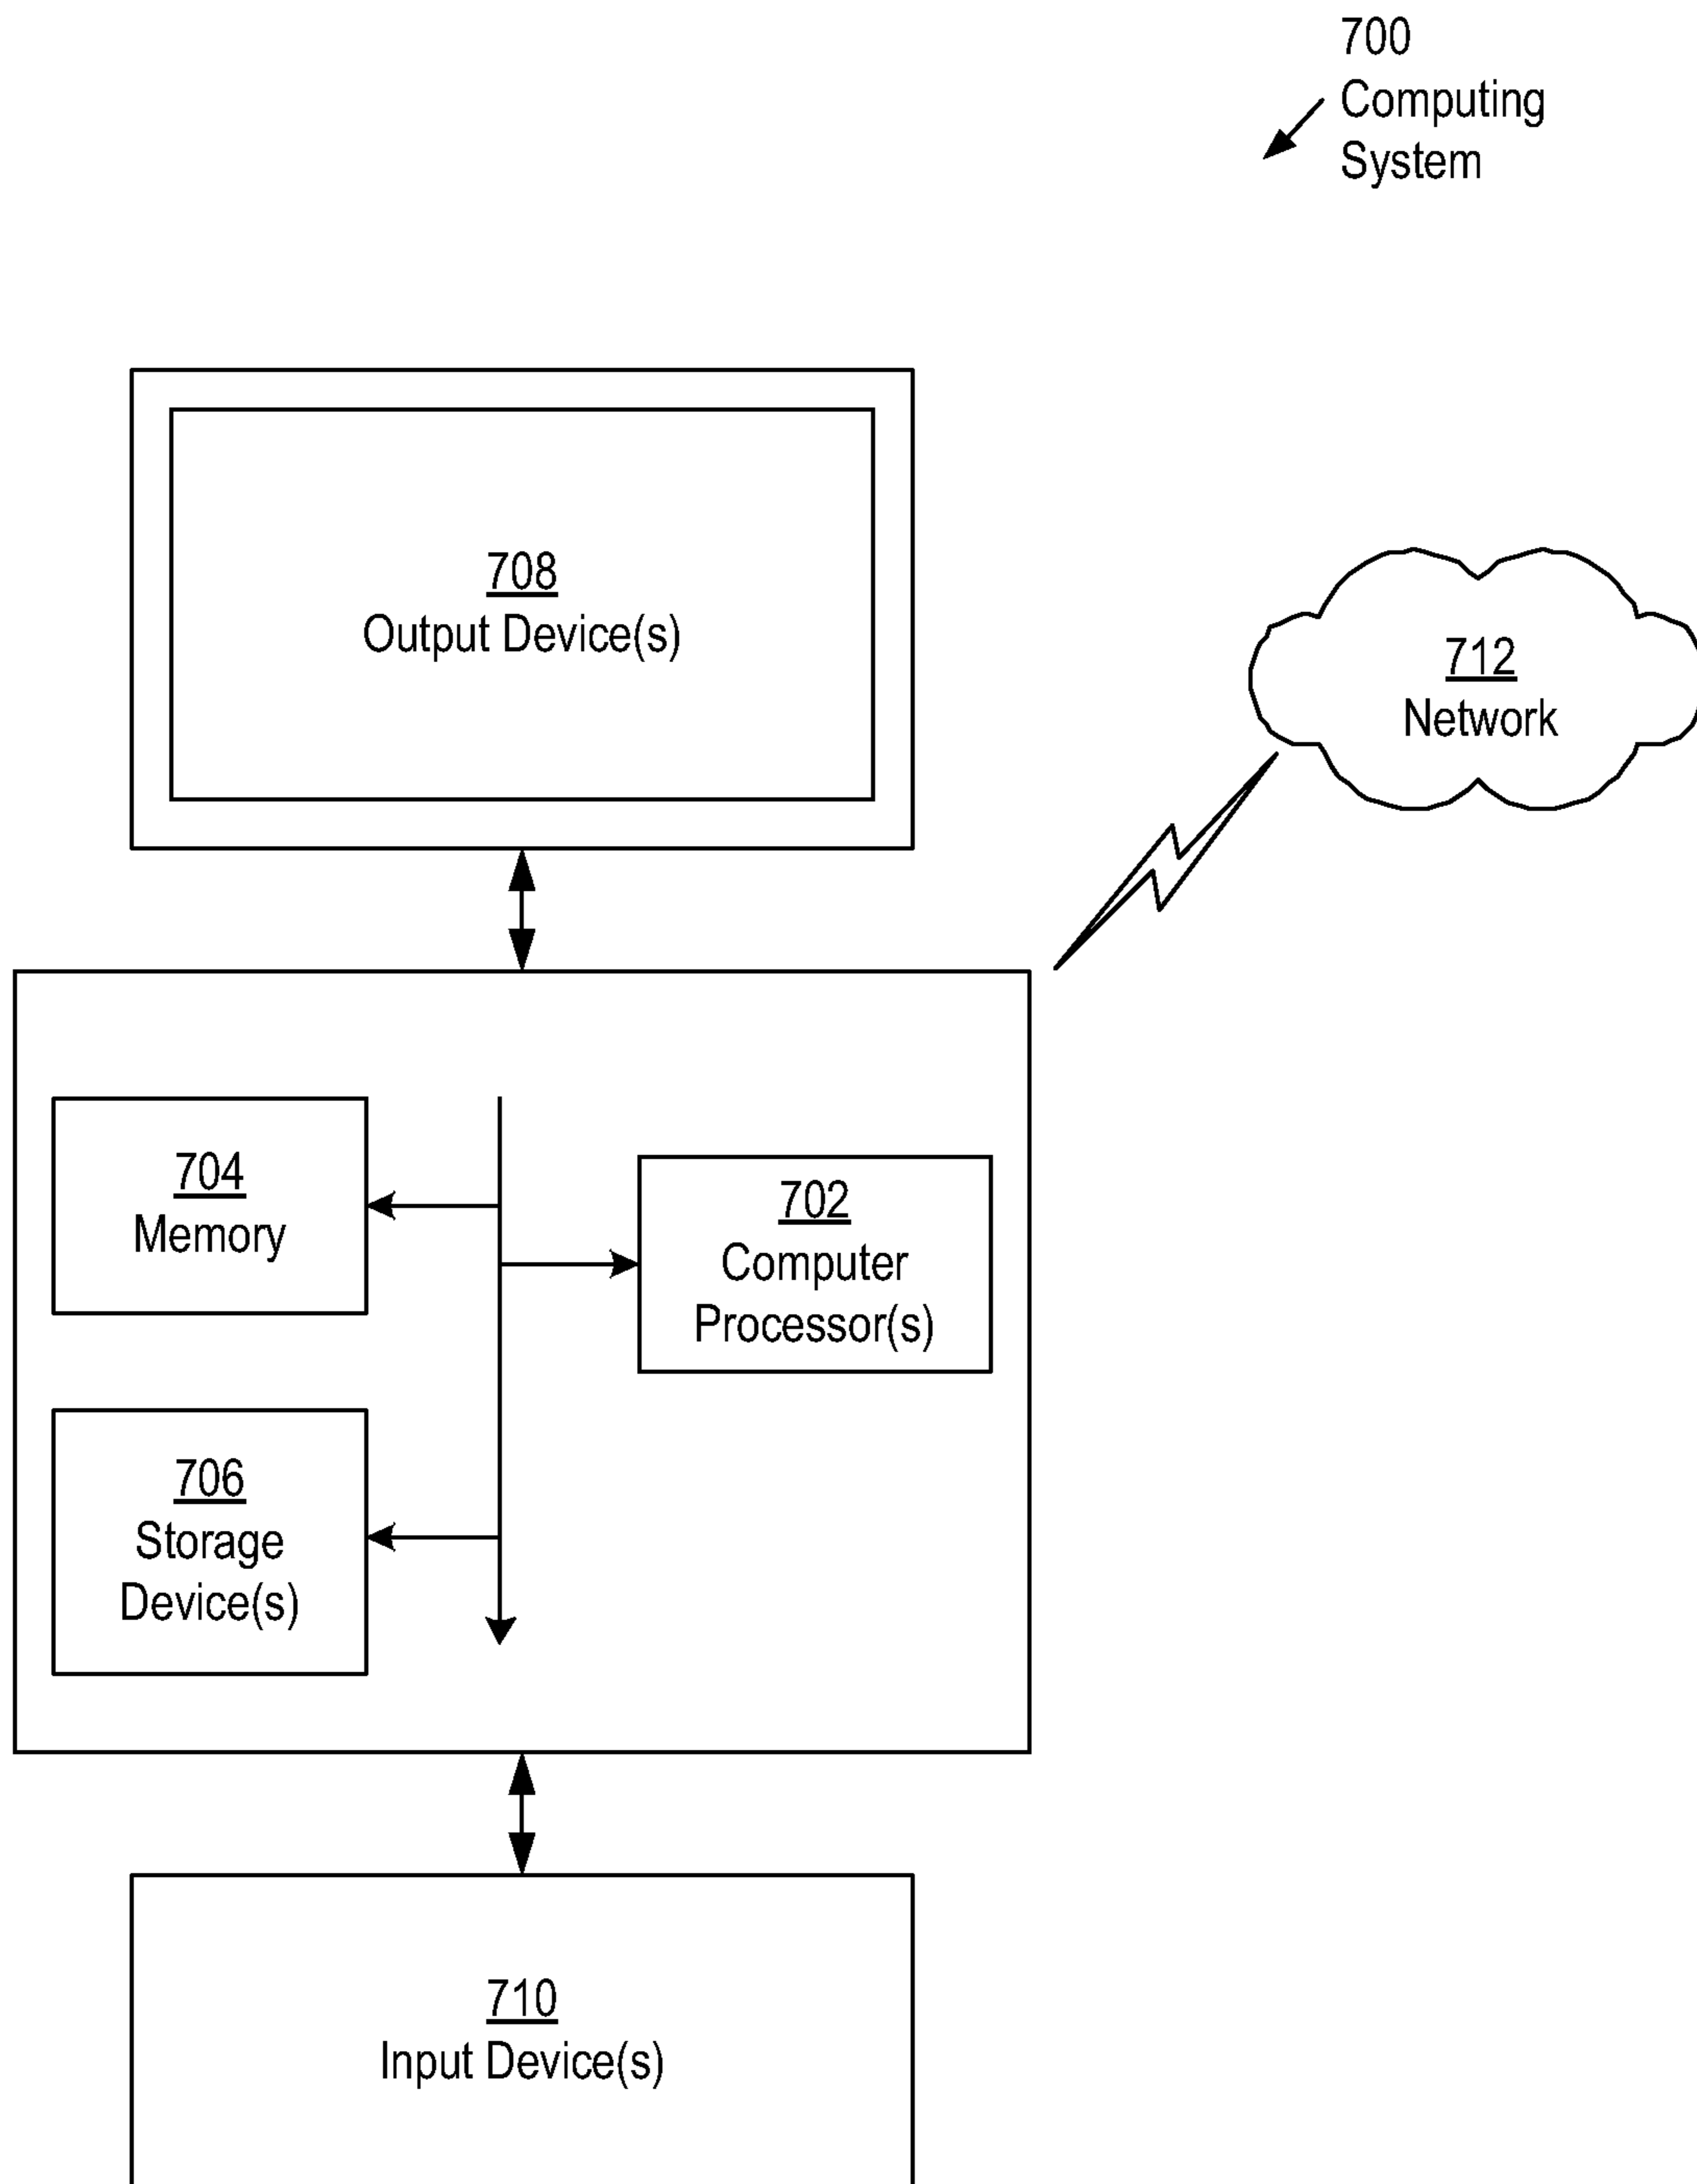 700
Computing
System
708
Output Device(s)
712
Network
704
Memory
702
Computer
Processor(s)
706
Storage
Device(s)
710
Input Device(s)